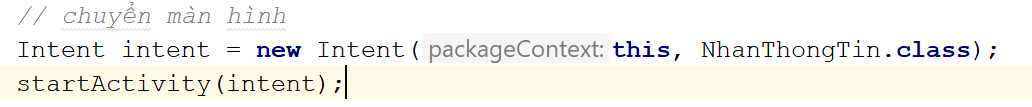 // chuyển màn hình
Intent intent = new Intent( packageContext: this, NhanThongTin.class);
startActivity(intent);